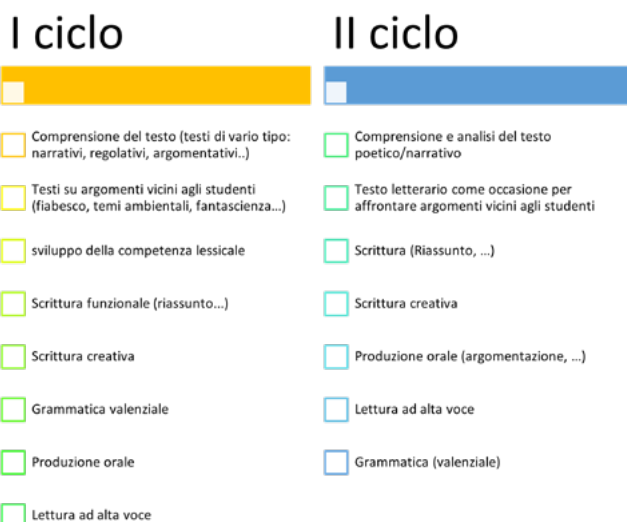 I ciclo
Comprensione del testo (testi di vario tipo:
narrativi, regolativi, argomentativi..)
Testi su argomenti vicini agli studenti
(fiabesco, temi ambientali, fantascienza...)
sviluppo della competenza lessicale
Scrittura funzionale (riassunto...)
Scrittura creativa
Grammatica valenziale
Produzione orale
Lettura ad alta voce
II ciclo
Comprensione e analisi del testo
poetico/narrativo
Testo letterario come occasione per
affrontare argomenti vicini agli studenti
Scrittura (Riassunto, ...)
Scrittura creativa
Produzione orale (argomentazione, ...)
Lettura ad alta voce
Grammatica (valenziale)